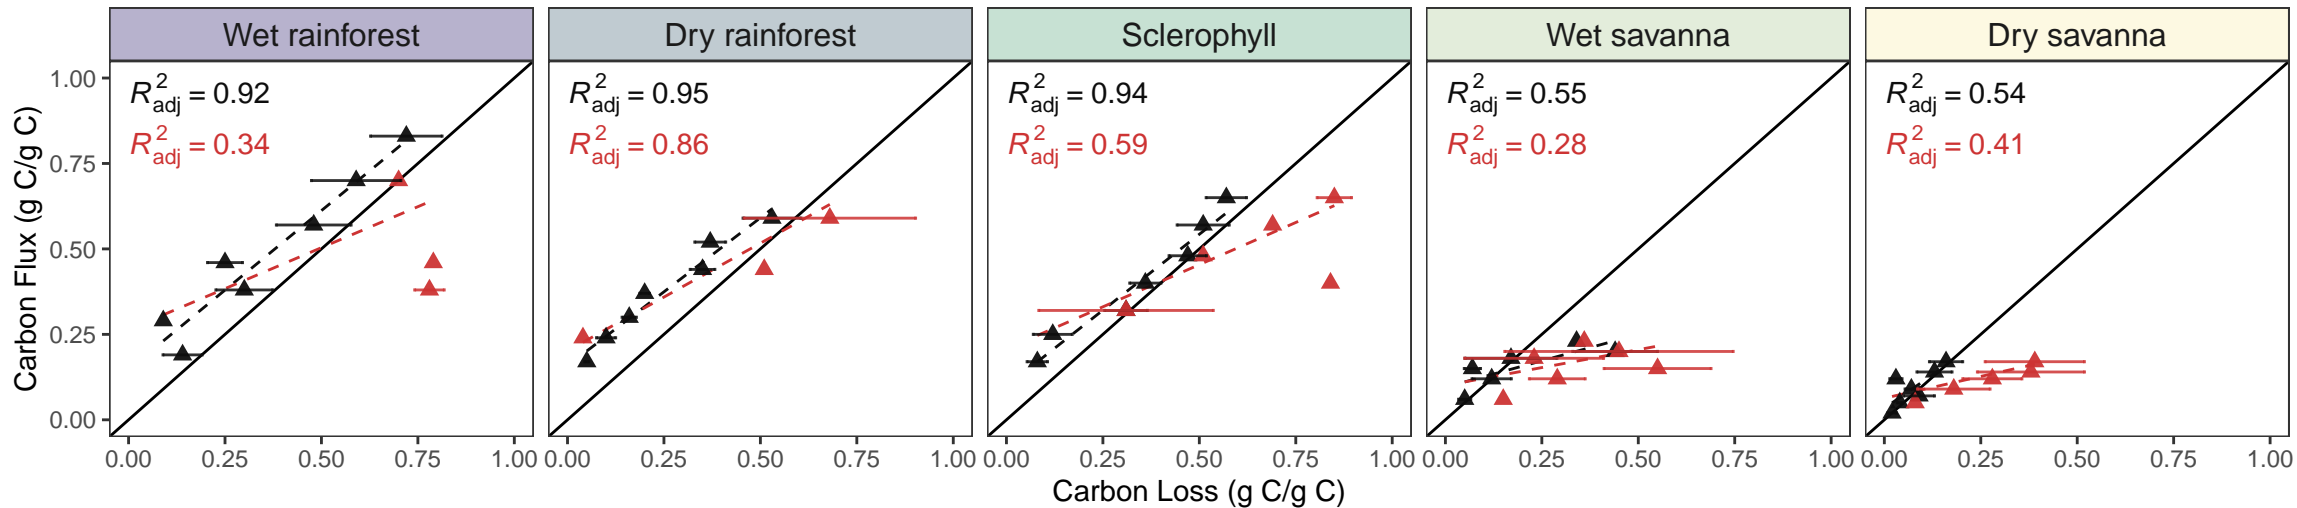 Wet rainforest
Dry rainforest
Sclerophyll
Wet savanna
Dry savanna
R²adj = 0.92
R²adj = 0.34
R²adj = 0.95
R²adj = 0.86
R²adj = 0.94
R²adj = 0.59
R²adj = 0.55
R²adj = 0.28
R²adj = 0.54
R²adj = 0.41
Carbon Flux (g C/g C)
1.00
0.75
0.50
0.25
0.00
0.00 0.25 0.50 0.75 1.00
0.00 0.25 0.50 0.75 1.00
0.00 0.25 0.50 0.75 1.00
0.00 0.25 0.50 0.75 1.00
0.00 0.25 0.50 0.75 1.00
Carbon Loss (g C/g C)